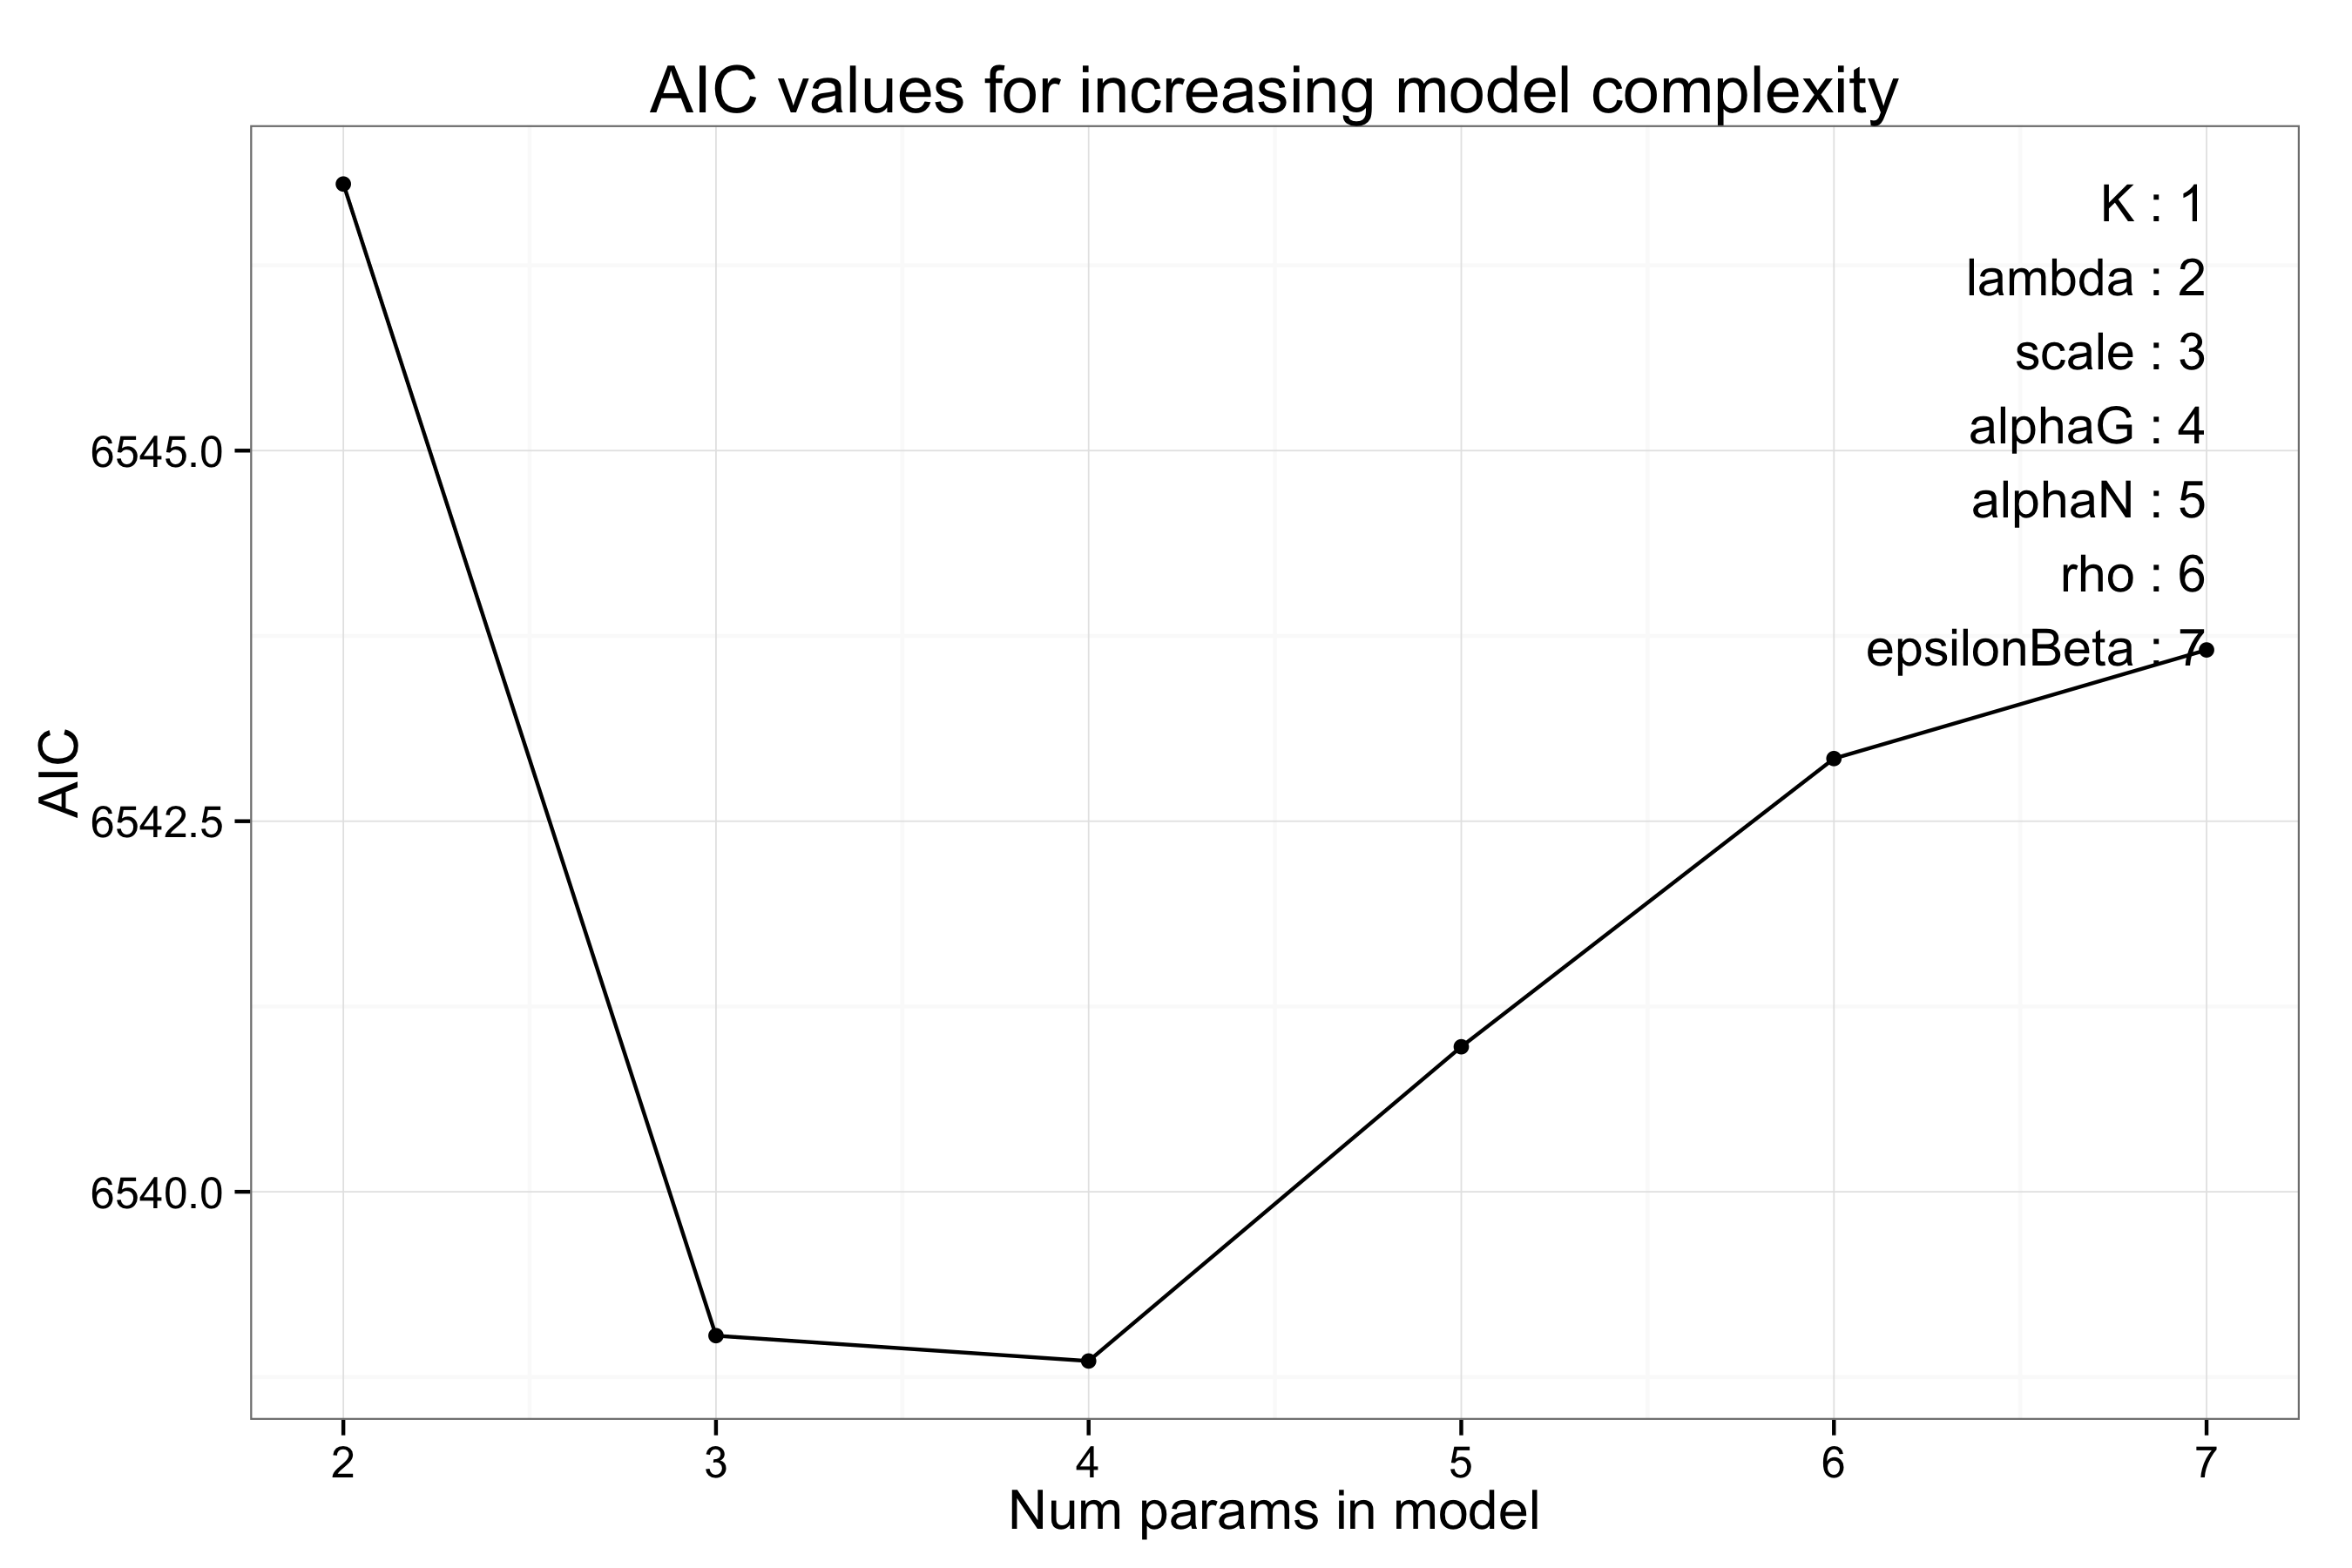 AIC values for increasing model complexity
K : 1
lambda : 2
scale : 3
alphaG : 4
alphaN : 5
rho : 6
epsilonBeta : 7
6545.0
6542.5
6540.0
AIC
2 3 4 5 6 7
Num params in model